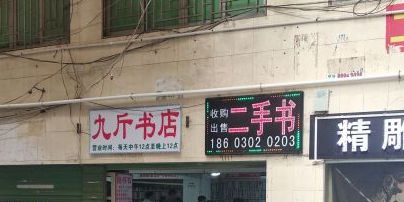 九斤书店
营业时间：每天中午12点至晚上12点
收购
出售
二手书
186 0302 0203
精雕